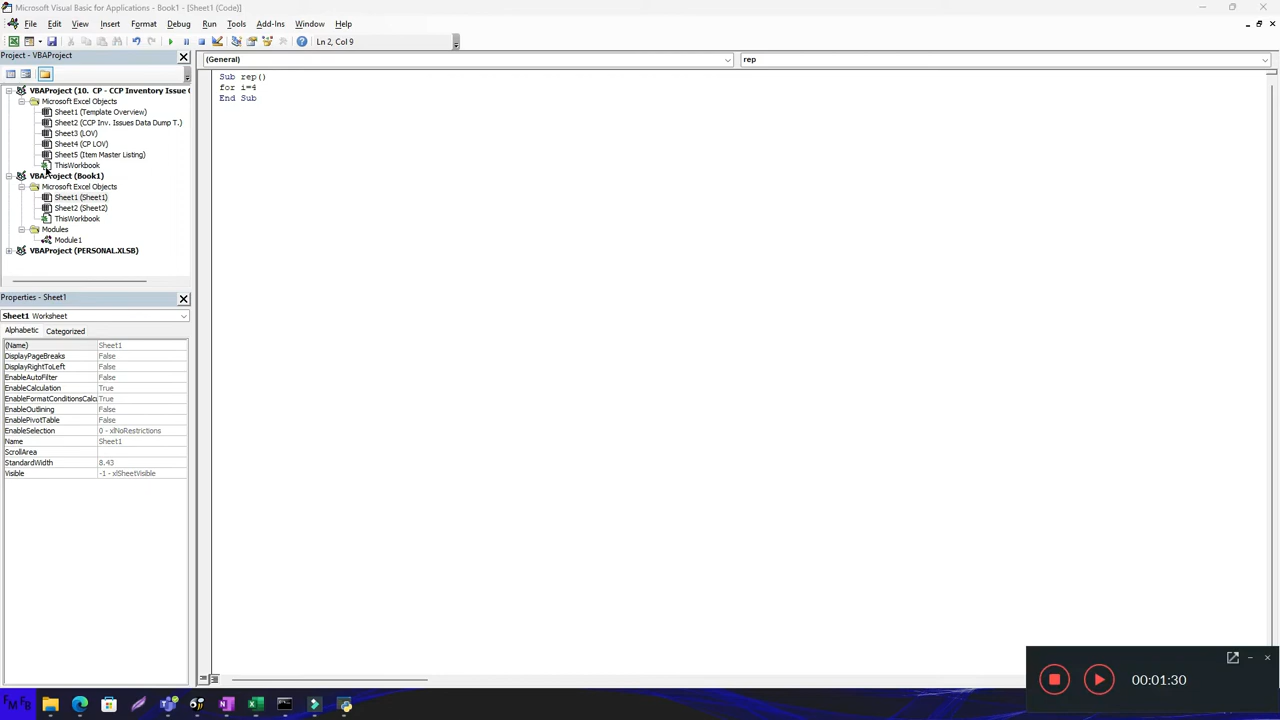 Microsoft Visual Basic for Applications - Book1 - [Sheet1 (Code)]
File Edit View Insert Format Debug Run Tools Add-Ins Window Help
Ln 2, Col 9
Project - VBAProject
(General) rep
VBAProject (10. CP - CCP Inventory Issue
Microsoft Excel Objects
Sheet1 (Template Overview)
Sheet2 (CCP Inv. Issues Data Dump T.)
Sheet3 (LOV)
Sheet4 (CP LOV)
Sheet5 (Item Master Listing)
ThisWorkbook
VBAProject (Book1)
Microsoft Excel Objects
Sheet1 (Sheet1)
Sheet2 (Sheet2)
ThisWorkbook
Modules
Module1
VBAProject (PERSONAL.XLSB)
Sub rep()
for i=4
End Sub
Properties - Sheet1
Sheet1 Worksheet
Alphabetic Categorized
(Name) Sheet1
DisplayPageBreaks False
DisplayRightToLeft False
EnableAutoFilter False
EnableCalculation True
EnableFormatConditionsCalc True
EnableOutlining False
EnablePivotTable False
EnableSelection 0 - xlNoRestrictions
Name Sheet1
ScrollArea
StandardWidth 8.43
Visible -1 - xlSheetVisible
00:01:30